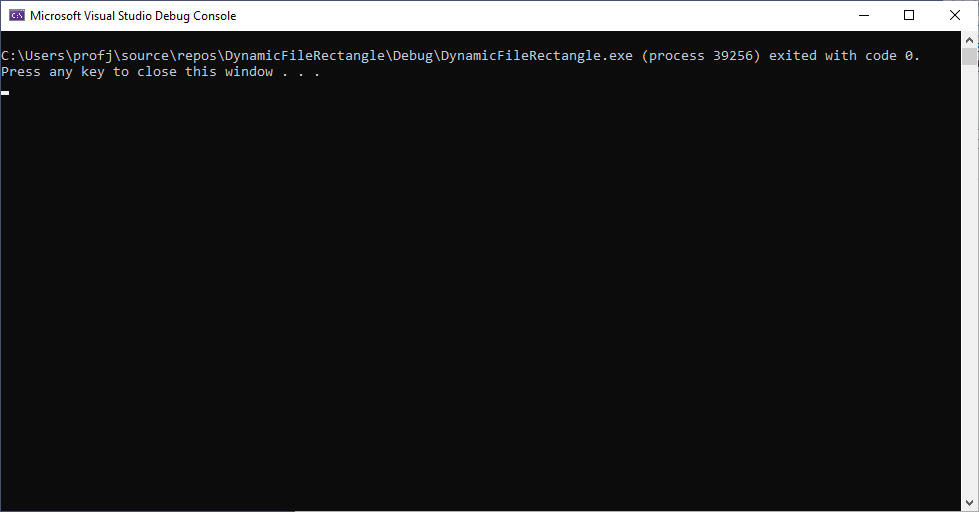 Microsoft Visual Studio Debug Console
C:\Users\profj\source\repos\DynamicFileRectangle\Debug\DynamicFileRectangle.exe (process 39256) exited with code 0.
Press any key to close this window . . .